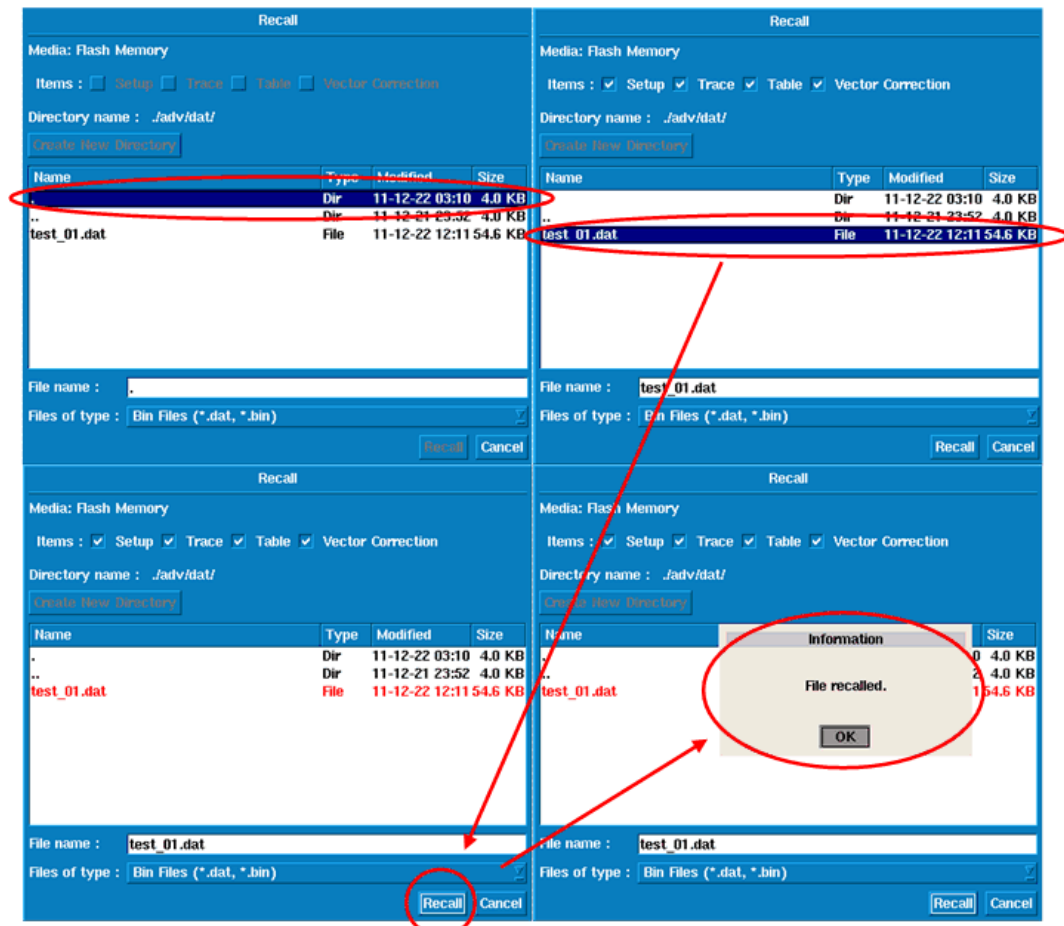 Recall
Media: Flash Memory
Items : Setup Trace Table Vector Correction
Directory name : ./adv/dat/
Create New Directory
Name Type Modified Size
. Dir 11-12-22 03:10 4.0 KB
.. Dir 11-12-21 23:52 4.0 KB
test_01.dat File 11-12-22 12:11 54.6 KB
File name : .
Files of type : Bin Files (*.dat, *.bin)
Recall Cancel
Recall
Media: Flash Memory
Items : Setup Trace Table Vector Correction
Directory name : ./adv/dat/
Create New Directory
Name Type Modified Size
Dir 11-12-22 03:10 4.0 KB
.. Dir 11-12-21 23:52 4.0 KB
test_01.dat File 11-12-22 12:11 54.6 KB
File name : test_01.dat
Files of type : Bin Files (*.dat, *.bin)
Recall Cancel
Recall
Media: Flash Memory
Items : Setup Trace Table Vector Correction
Directory name : ./adv/dat/
Create New Directory
Name Type Modified Size
. Dir 11-12-22 03:10 4.0 KB
.. Dir 11-12-21 23:52 4.0 KB
test_01.dat File 11-12-22 12:11 54.6 KB
File name : test_01.dat
Files of type : Bin Files (*.dat, *.bin)
Recall Cancel
Recall
Media: Flash Memory
Items : Setup Trace Table Vector Correction
Directory name : ./adv/dat/
Create New Directory
Name Size
. 0 4.0 KB
.. 2 4.0 KB
test_01.dat 1 54.6 KB
Information
File recalled.
OK
File name : test_01.dat
Files of type : Bin Files (*.dat, *.bin)
Recall Cancel